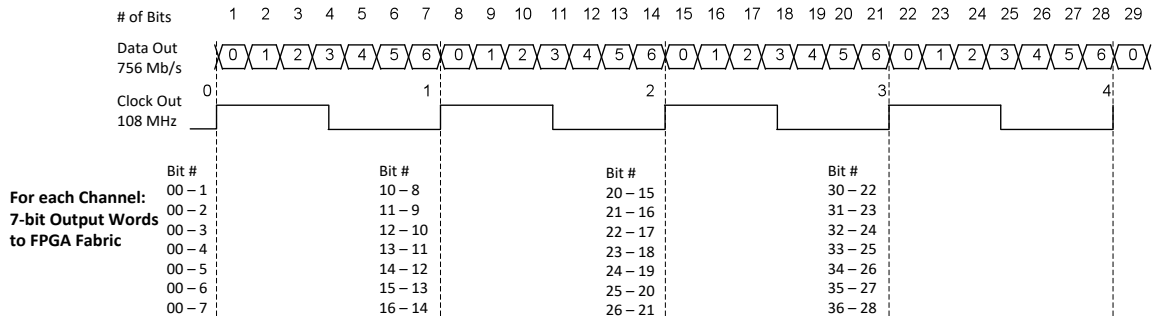 # of Bits 1 2 3 4 5 6 7 8 9 10 11 12 13 14 15 16 17 18 19 20 21 22 23 24 25 26 27 28 29
Data Out 0 1 2 3 4 5 6 0 1 2 3 4 5 6 0 1 2 3 4 5 6 0 1 2 3 4 5 6 0
756 Mb/s
0 1 2 3 4
Clock Out
108 MHz
For each Channel:
7-bit Output Words
to FPGA Fabric
Bit #
00 – 1
00 – 2
00 – 3
00 – 4
00 – 5
00 – 6
00 – 7
Bit #
10 – 8
11 – 9
12 – 10
13 – 11
14 – 12
15 – 13
16 – 14
Bit #
20 – 15
21 – 16
22 – 17
23 – 18
24 – 19
25 – 20
26 – 21
Bit #
30 – 22
31 – 23
32 – 24
33 – 25
34 – 26
35 – 27
36 – 28